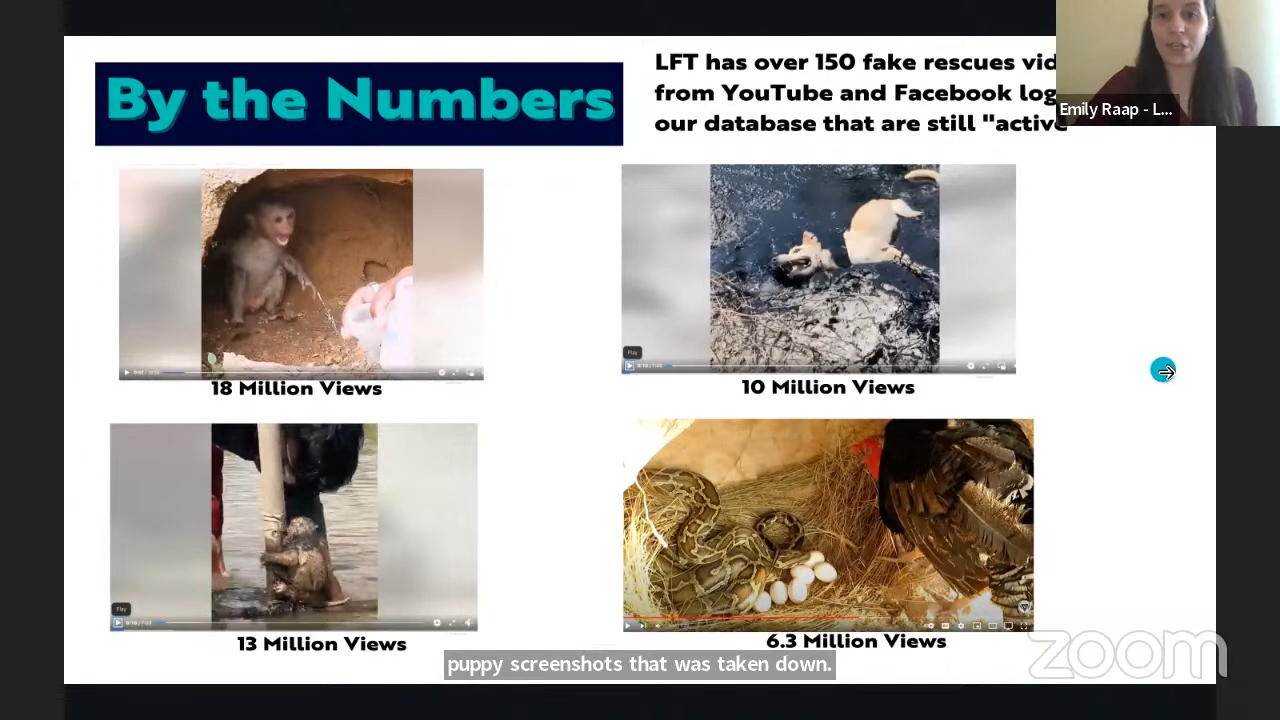 By the Numbers
LFT has over 150 fake rescues vid
from YouTube and Facebook log
our database that are still "active
Emily Raap - L...
Play
18 Million Views
10 Million Views
Play
13 Million Views
6.3 Million Views
puppy screenshots that was taken down.
zoom